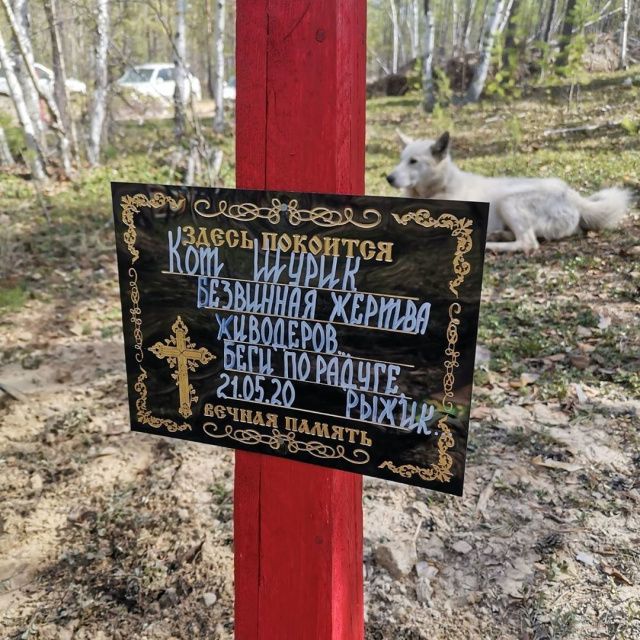 ЗДЕСЬ ПОКОИТСЯ
КОТ ШУРИК
БЕЗВИННАЯ ЖЕРТВА
ЖИВОДЕРОВ..
БЕГИ ПО РАДУГЕ
21.05.20 РЫЖИК..
ВЕЧНАЯ ПАМЯТЬ